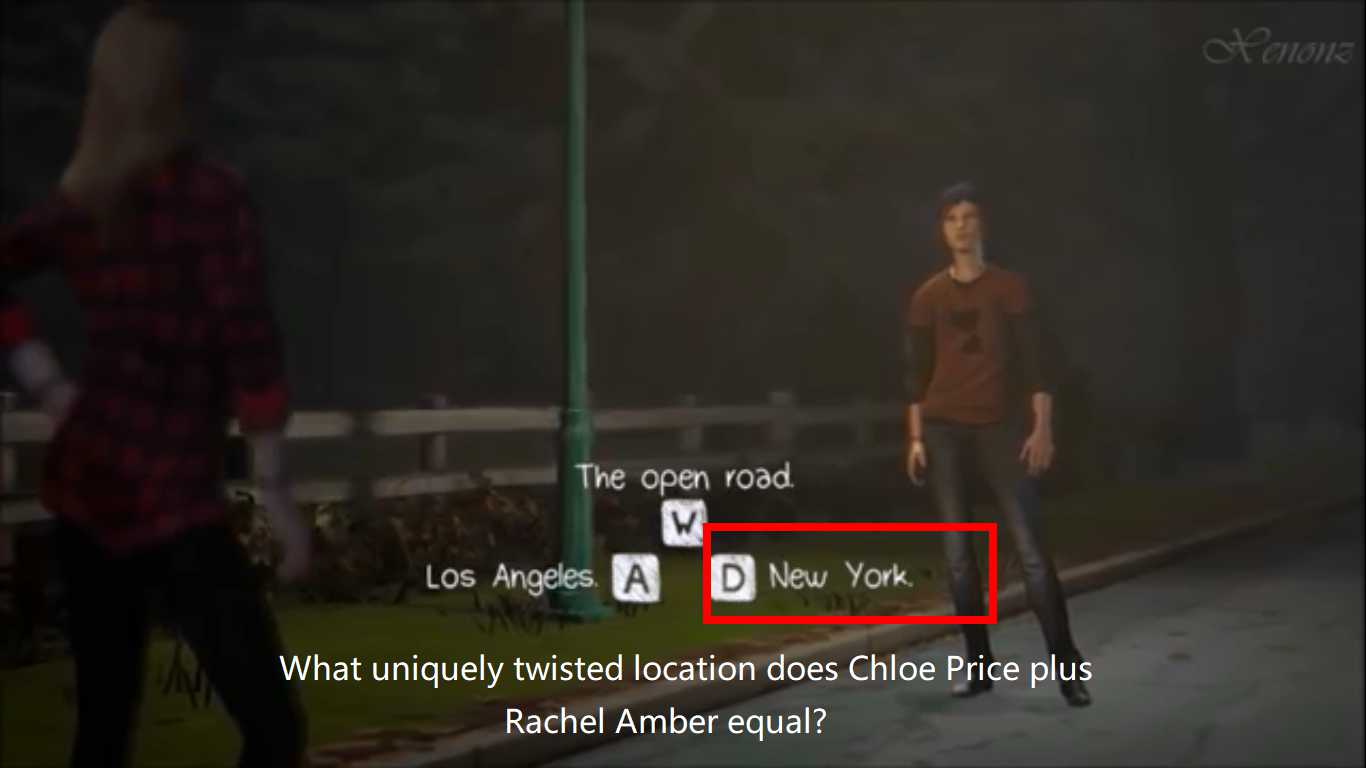 Xenonz
The open road.
W
Los Angeles. A D New York.
What uniquely twisted location does Chloe Price plus
Rachel Amber equal?